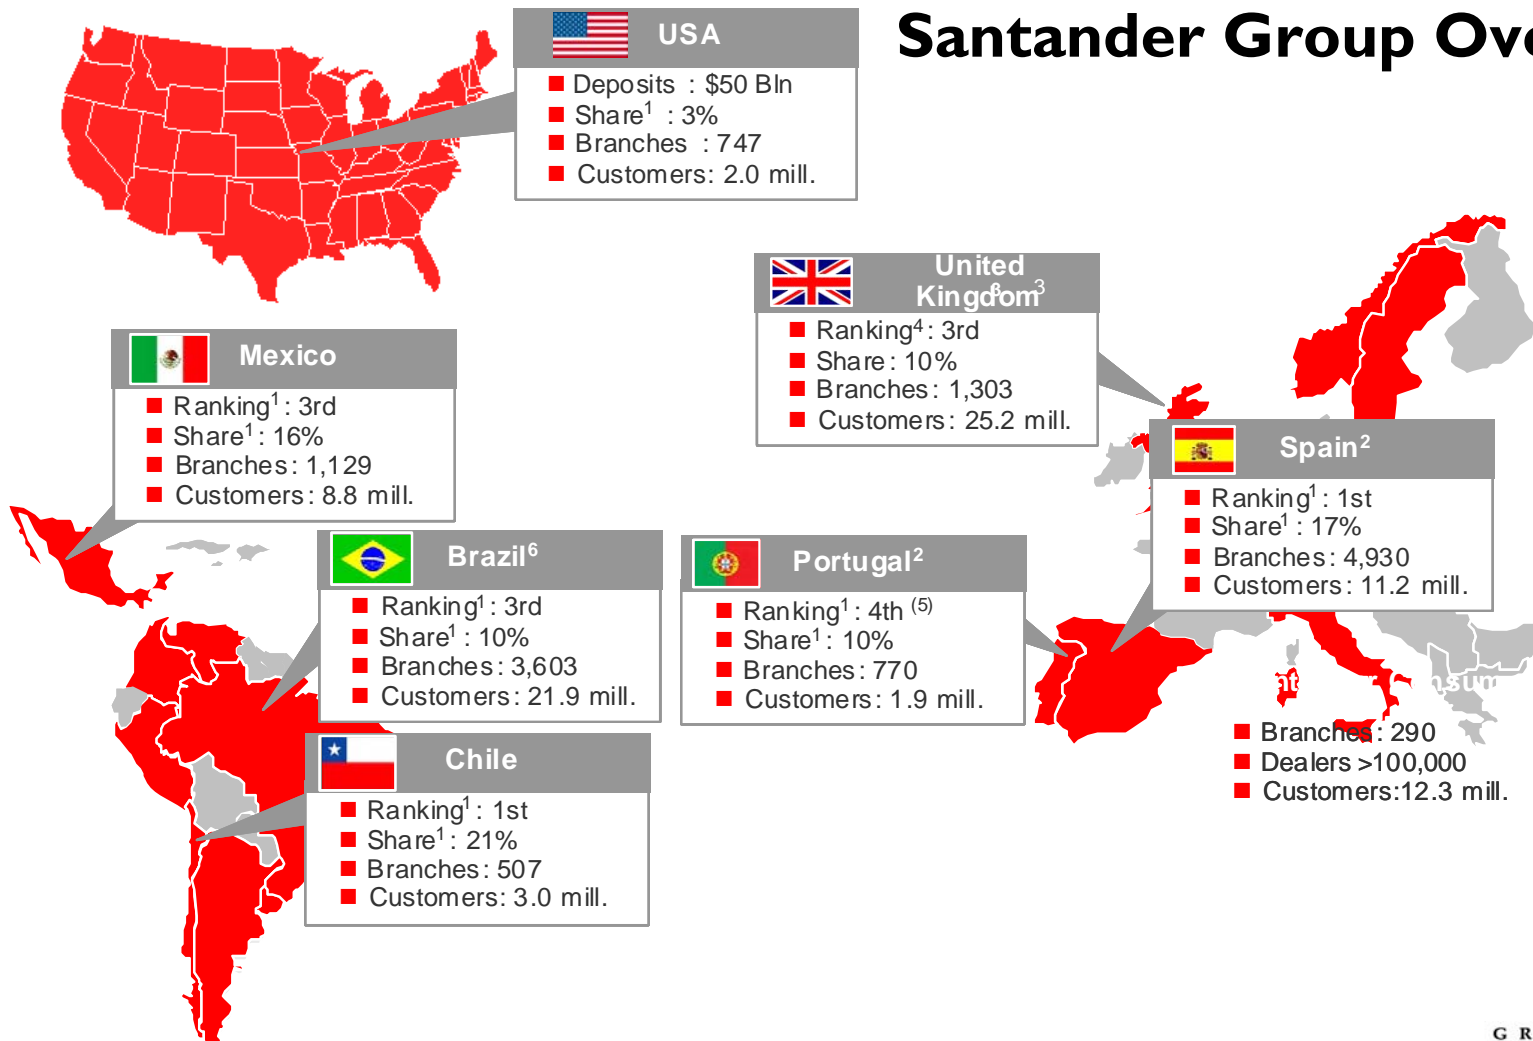 Santander Group Ov
USA
Deposits : $50 Bln
Share¹ : 3%
Branches : 747
Customers: 2.0 mill.
United
Kingdom³
Ranking⁴: 3rd
Share: 10%
Branches: 1,303
Customers: 25.2 mill.
Mexico
Ranking¹: 3rd
Share¹: 16%
Branches: 1,129
Customers: 8.8 mill.
Spain²
Ranking¹: 1st
Share¹: 17%
Branches: 4,930
Customers: 11.2 mill.
Brazil⁶
Ranking¹: 3rd
Share¹: 10%
Branches: 3,603
Customers: 21.9 mill.
Portugal²
Ranking¹: 4th ⁽⁵⁾
Share¹: 10%
Branches: 770
Customers: 1.9 mill.
Branches: 290
Dealers >100,000
Customers:12.3 mill.
Chile
Ranking¹: 1st
Share¹: 21%
Branches: 507
Customers: 3.0 mill.
G R